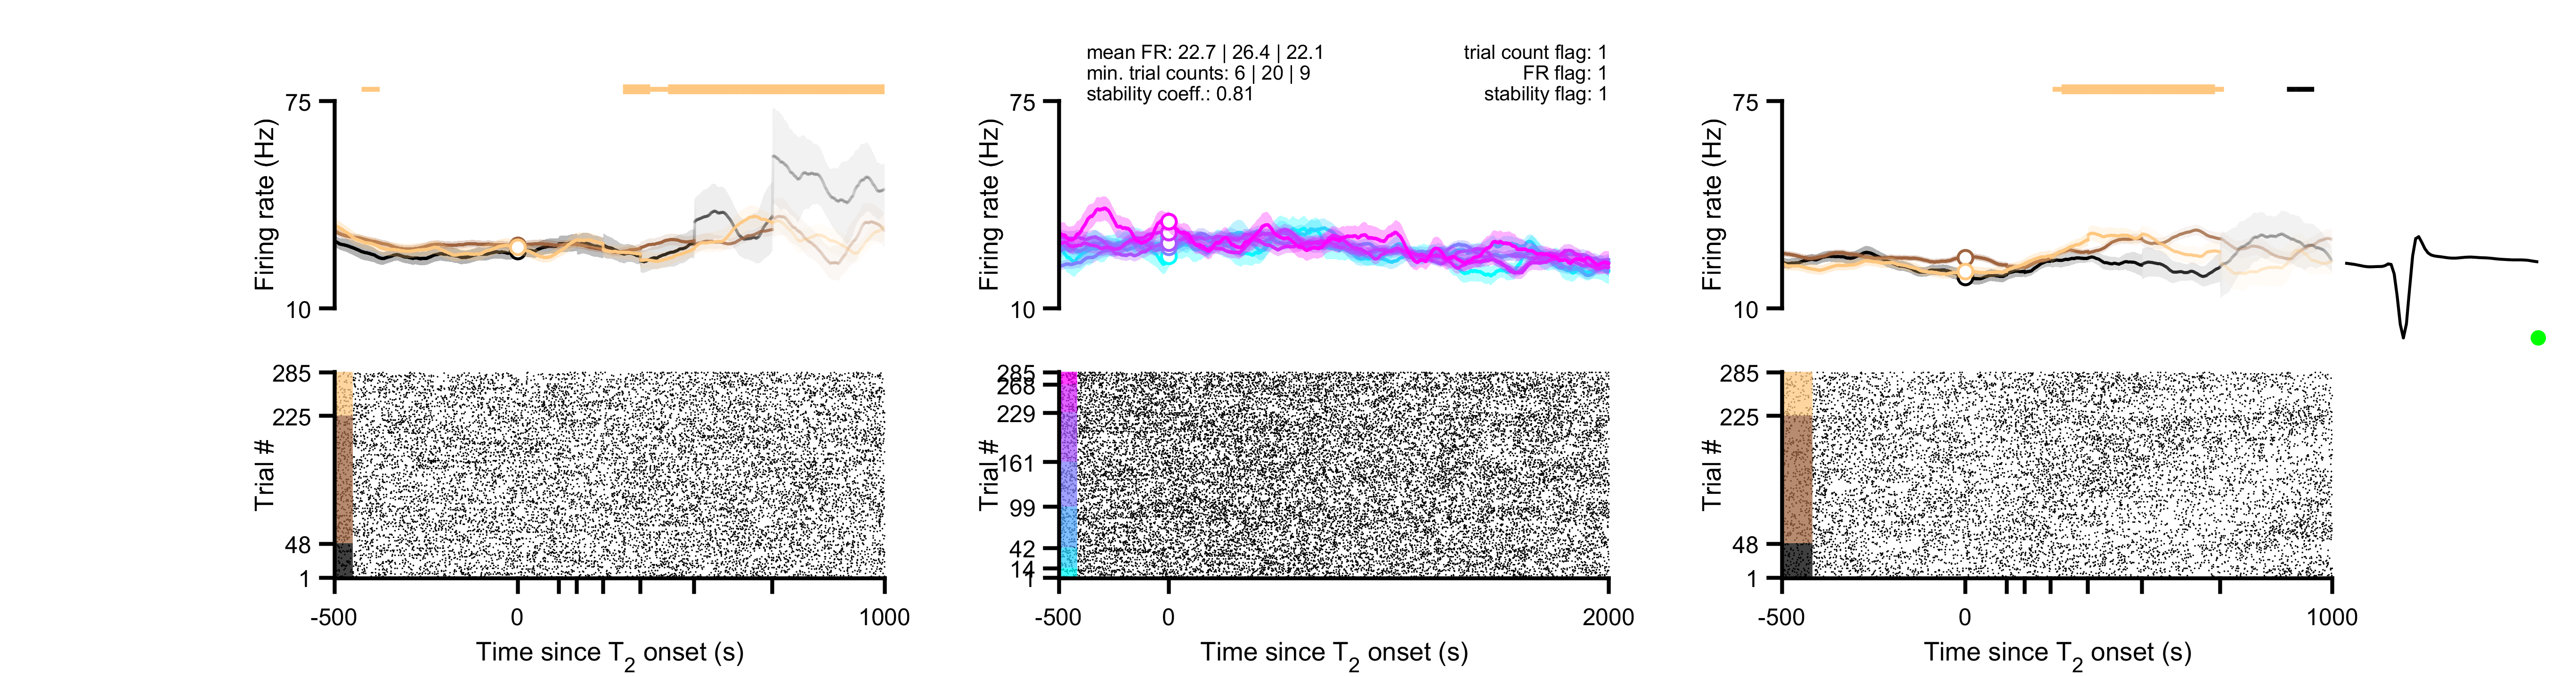 mean FR: 22.7 | 26.4 | 22.1
min. trial counts: 6 | 20 | 9
stability coeff.: 0.81
trial count flag: 1
FR flag: 1
stability flag: 1
75
Firing rate (Hz)
10
285
225
Trial #
48
1
-500
0
1000
Time since T2 onset (s)
75
Firing rate (Hz)
10
285
268
229
161
Trial #
99
42
14
1
-500
0
2000
Time since T2 onset (s)
75
Firing rate (Hz)
10
285
225
Trial #
48
1
-500
0
1000
Time since T2 onset (s)